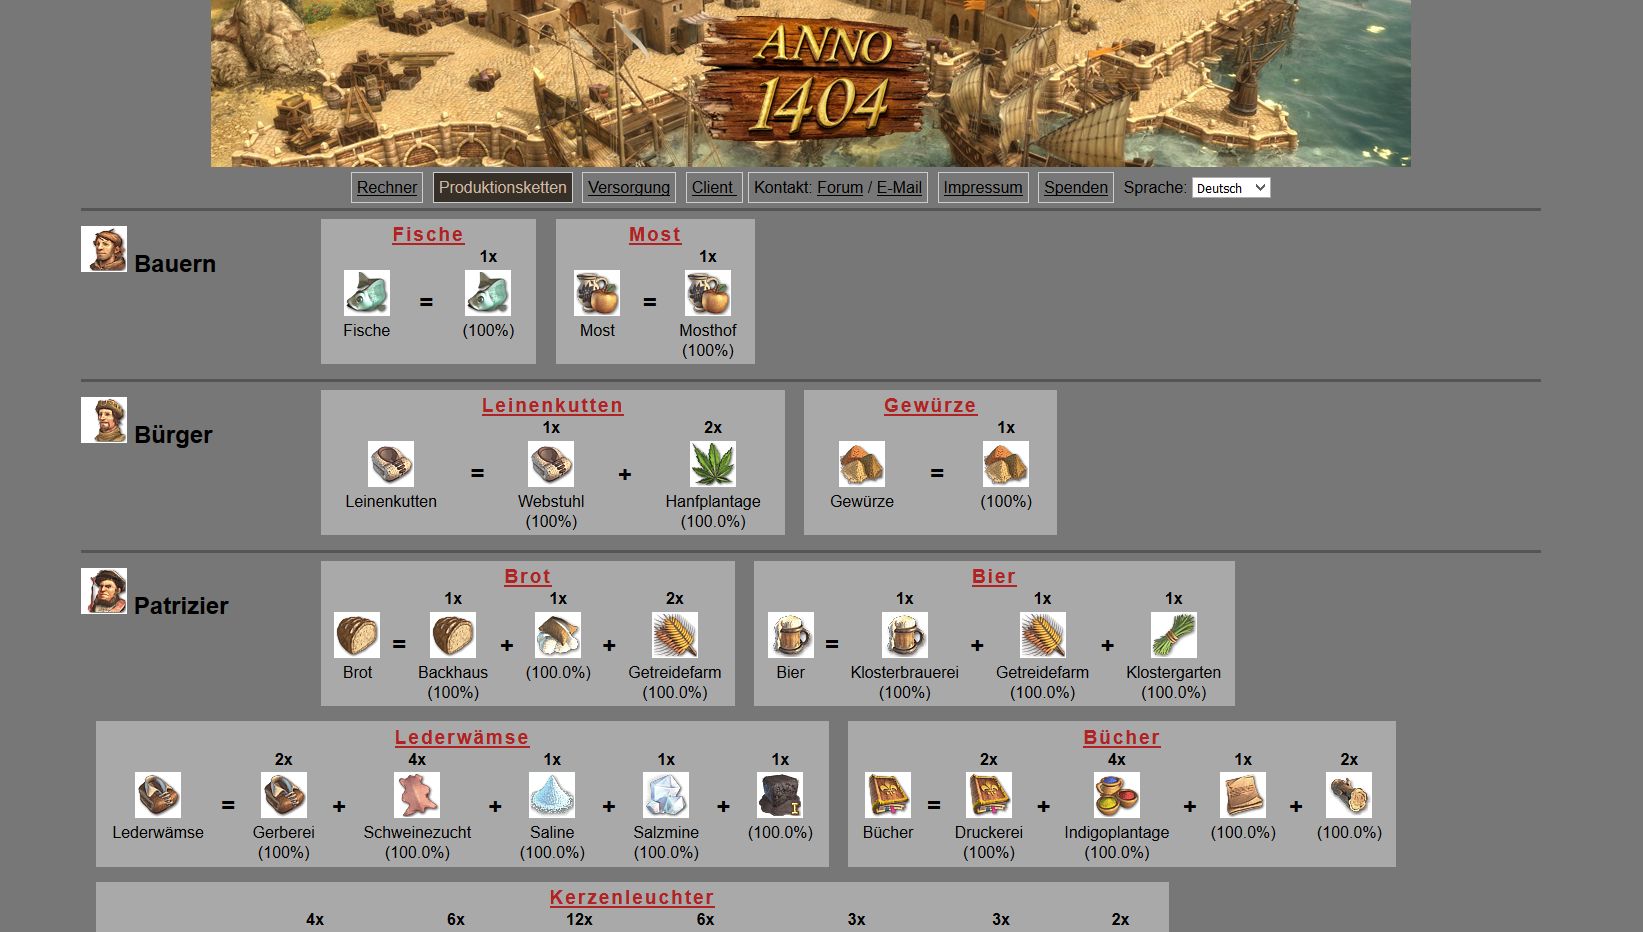 ANNO
1404
Rechner Produktionsketten Versorgung Client Kontakt: Forum / E-Mail Impressum Spenden Sprache: Deutsch
Bauern
Fische
1x
= 
Fische (100%)
Most
1x
=
Most Mosthof
(100%)
Bürger
Leinenkutten
1x 2x
= +
Leinenkutten Webstuhl Hanfplantage
(100%) (100.0%)
Gewürze
1x
=
Gewürze (100%)
Patrizier
Brot
1x 1x 2x
= + +
Brot Backhaus (100.0%) Getreidefarm
(100%) (100.0%)
Bier
1x 1x 1x
= + +
Bier Klosterbrauerei Getreidefarm Klostergarten
(100%) (100.0%) (100.0%)
Lederwämse
2x 4x 1x 1x 1x
= + + + +
I
Lederwämse Gerberei Schweinezucht Saline Salzmine (100.0%)
(100%) (100.0%) (100.0%) (100.0%)
Bücher
2x 4x 1x 2x
= + + +
Bücher Druckerei Indigoplantage (100.0%) (100.0%)
(100%) (100.0%)
Kerzenleuchter
4x 6x 12x 6x 3x 3x 2x